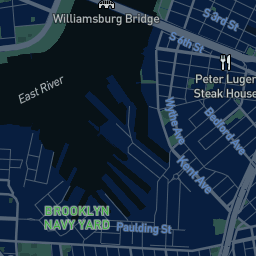 Williamsburg Bridge
S 3rd St
S 6th St
East River
Peter Luger
Steak House
Wythe Ave
Bedford Ave
Kent Ave
BROOKLYN
NAVY YARD
Paulding St